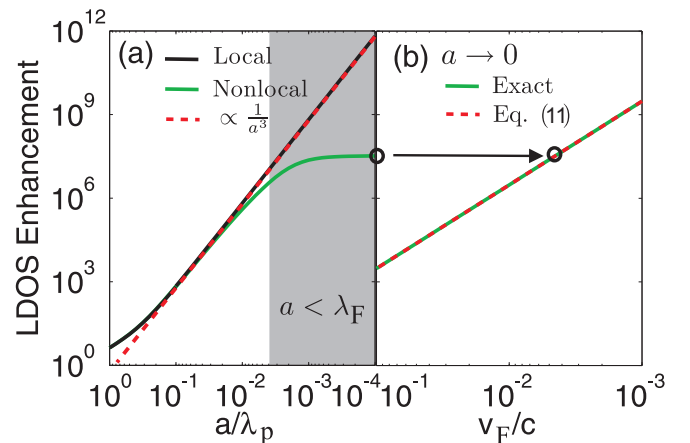 (a)
Local
Nonlocal
∝ 1/a³
a < λ_F
(b) a → 0
Exact
Eq. (11)
LDOS Enhancement
10^12
10^9
10^6
10^3
10^0
10^0 10^-1 10^-2 10^-3 10^-4
a/λ_p
10^-1 10^-2 10^-3
v_F/c